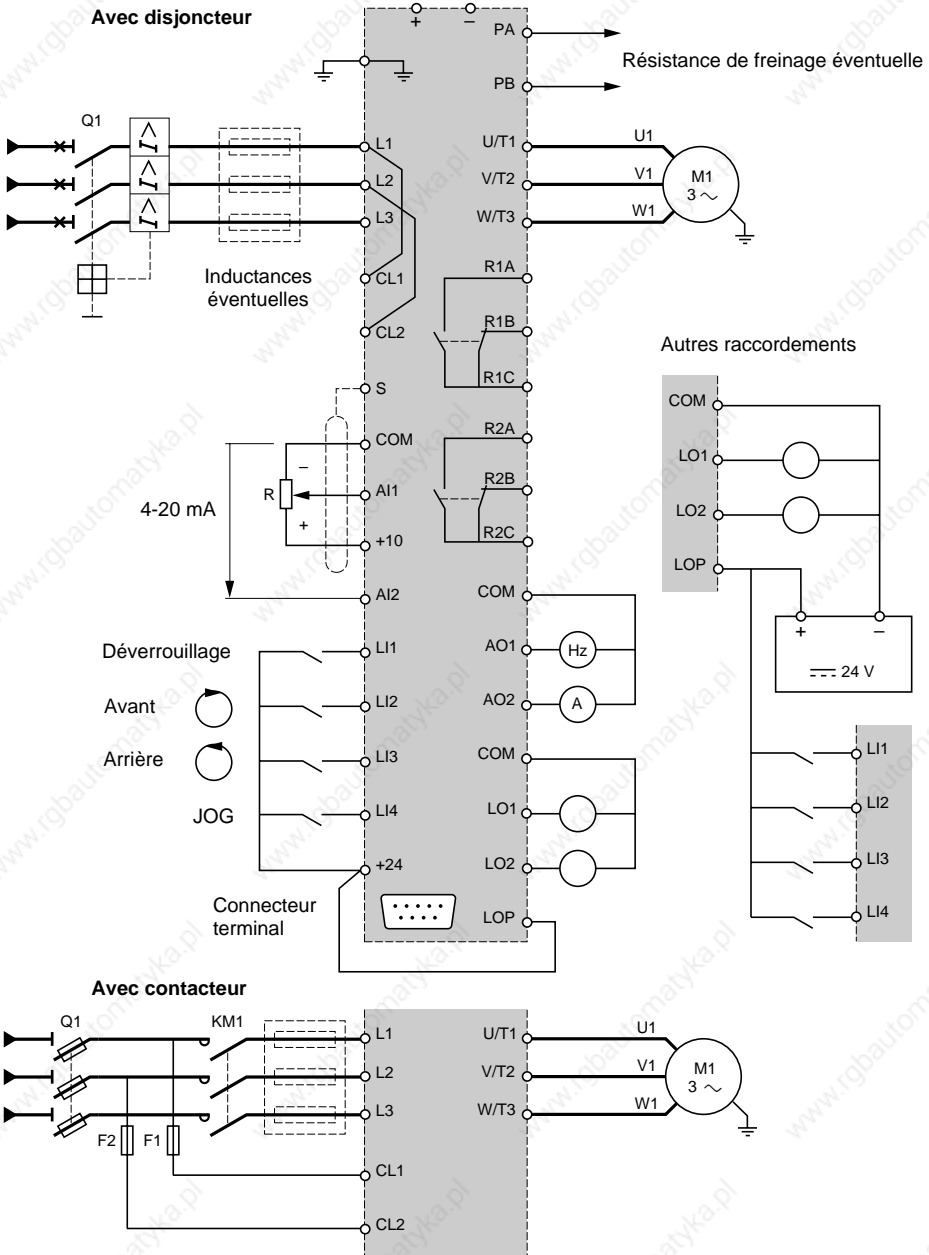 Avec disjoncteur
+ –
PA
Résistance de freinage éventuelle
PB
Q1
L1
U/T1
U1
L2
V/T2
V1
M1
3 ~
L3
W/T3
W1
I> I> I>
Inductances
éventuelles
CL1
CL2
R1A
R1B
R1C
S
COM
R
–
+
AI1
+10
4-20 mA
AI2
R2A
R2B
R2C
COM
AO1
Hz
AO2
A
COM
LO1
LO2
LOP
Déverrouillage
LI1
Avant
LI2
Arrière
LI3
JOG
LI4
+24
Connecteur
terminal
Autres raccordements
COM
LO1
LO2
LOP
+ –
24 V
LI1
LI2
LI3
LI4
Avec contacteur
Q1
KM1
L1
L2
L3
F2
F1
CL1
CL2
U/T1
V/T2
W/T3
U1
V1
W1
M1
3 ~
www.rgbautomatyka.pl